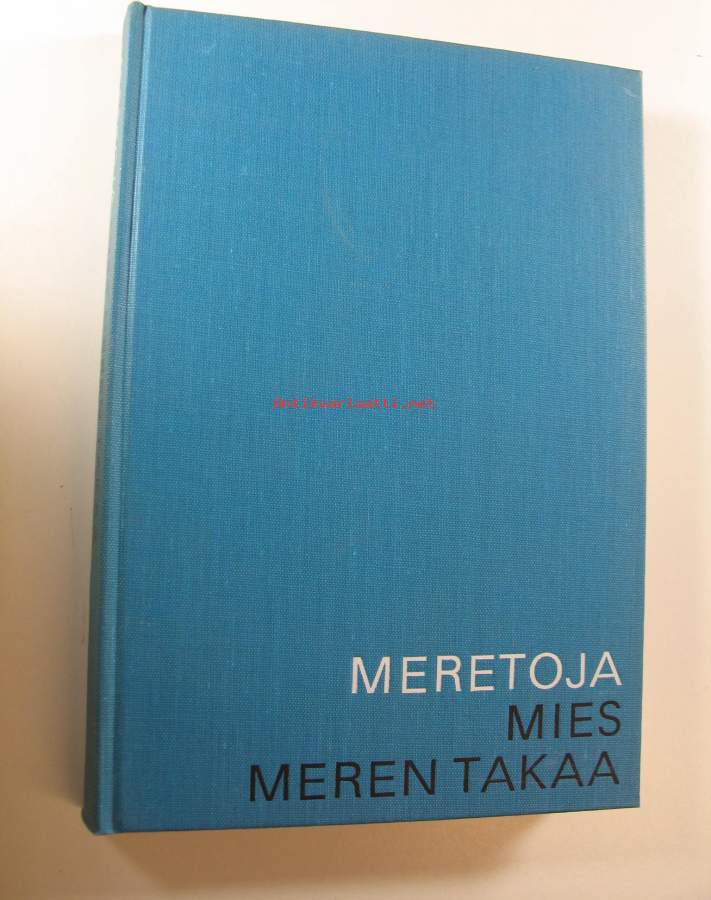 Antikvariaatti.net
MERETOJA
MIES
MEREN TAKAA